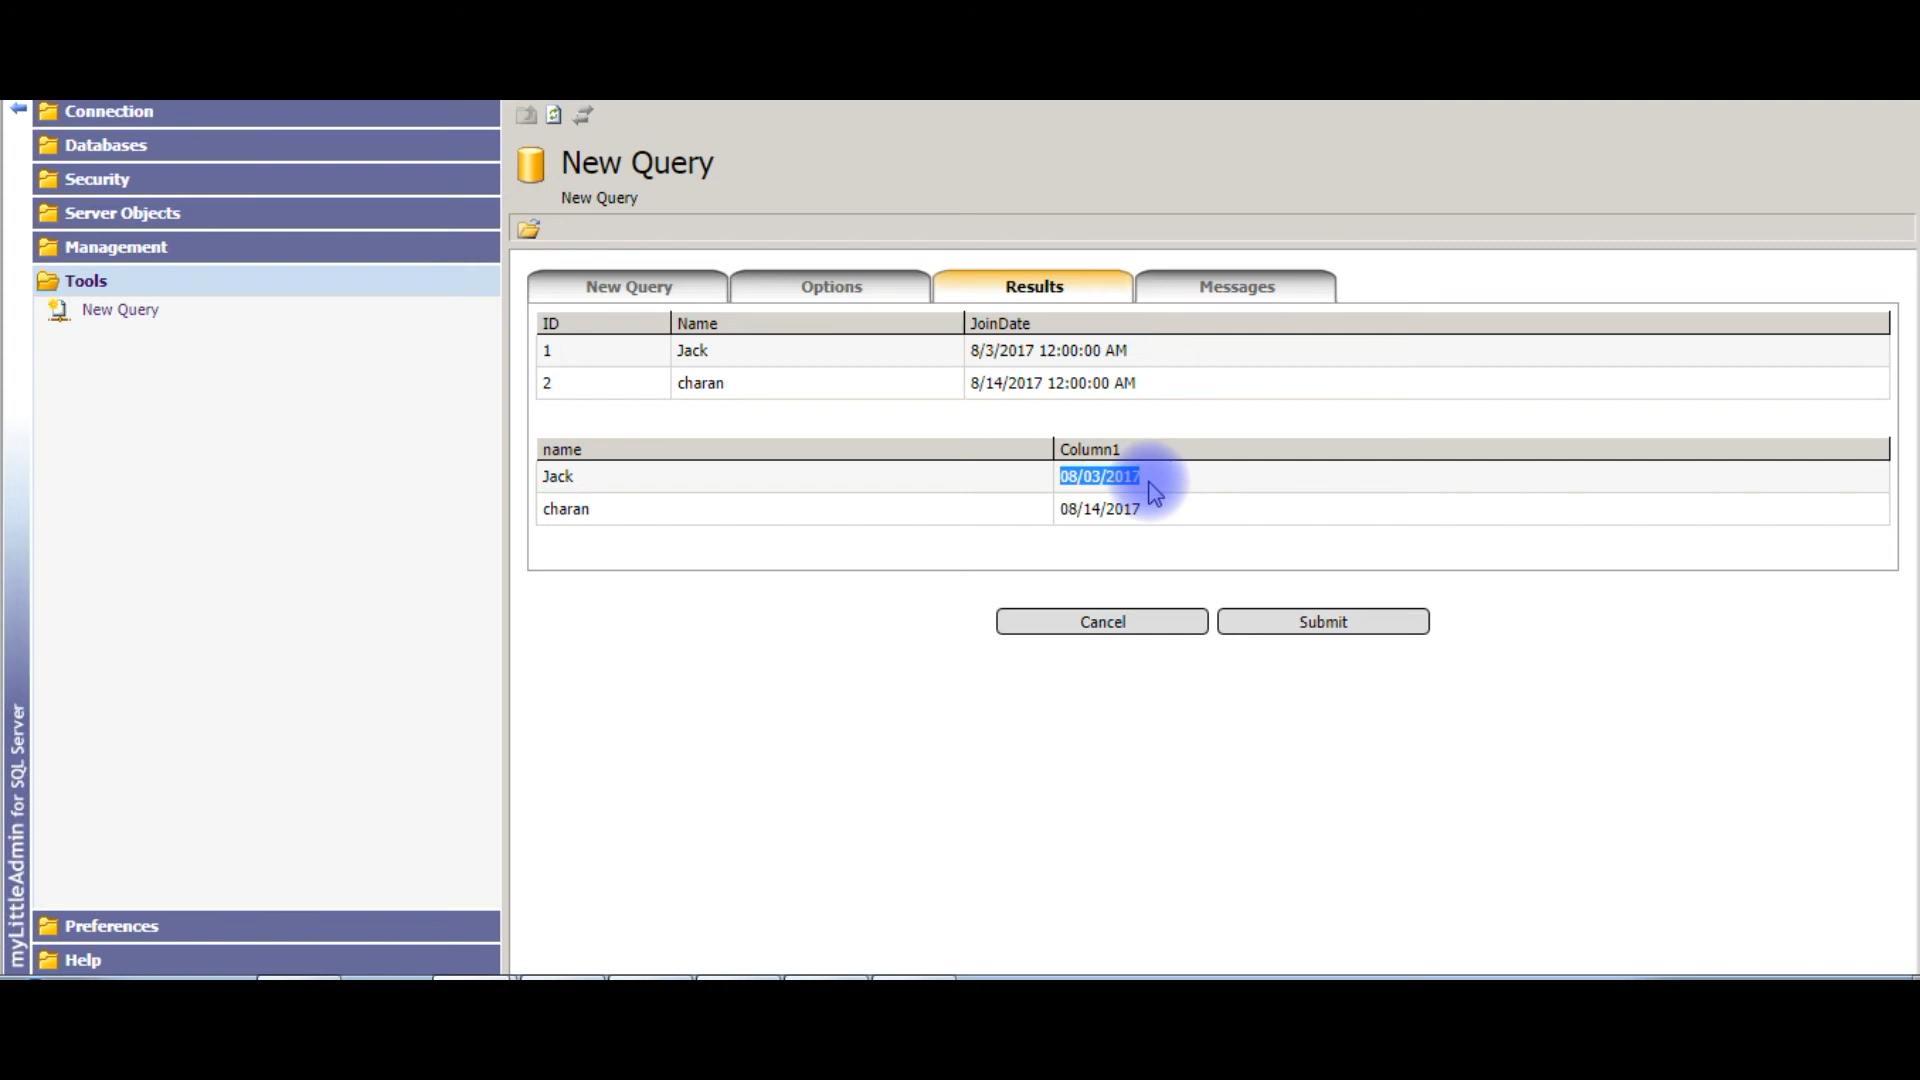 Connection
Databases
Security
Server Objects
Management
Tools
New Query
Preferences
Help
myLittleAdmin for SQL Server
New Query
New Query
New Query Options Results Messages
ID Name JoinDate
1 Jack 8/3/2017 12:00:00 AM
2 charan 8/14/2017 12:00:00 AM
name Column1
Jack 08/03/2017
charan 08/14/2017
Cancel Submit